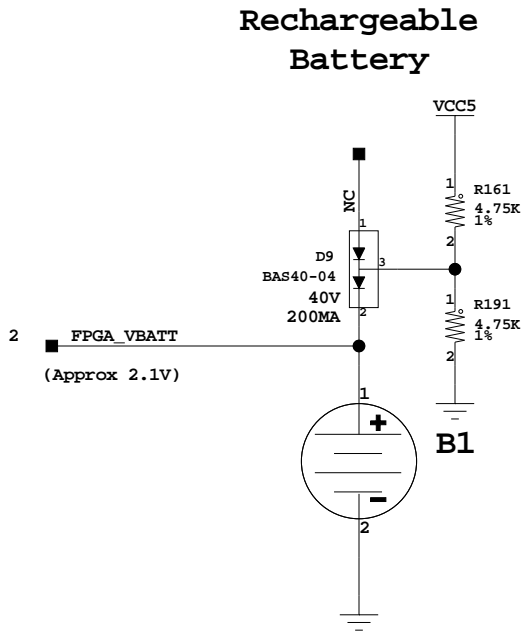 Rechargeable
Battery
VCC5
NC
1
D9
BAS40-04
40V
200MA
3
2
1
R161
4.75K
1%
2
1
R191
4.75K
1%
2
2
FPGA_VBATT
(Approx 2.1V)
1
+
B1
-
2